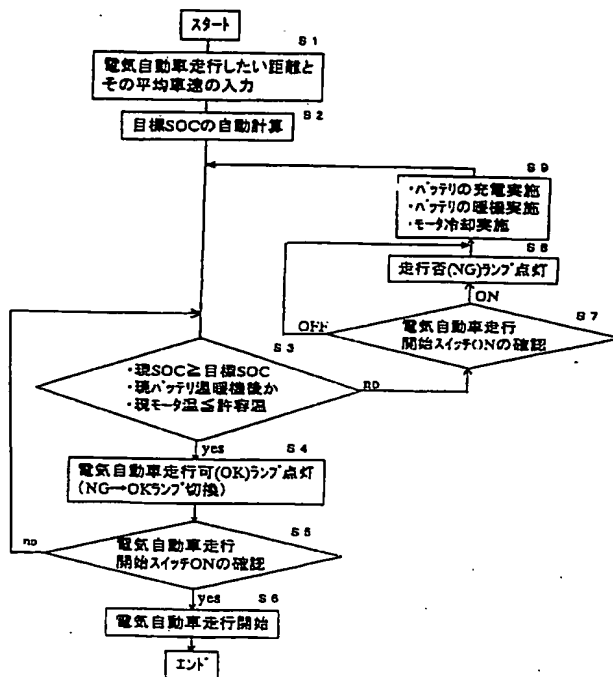 スタート
S1
電気自動車走行したい距離と
その平均車速の入力
S2
目標SOCの自動計算
S9
・バッテリの充電実施
・バッテリの暖機実施
・モータ冷却実施
S8
走行否(NG)ランプ点灯
ON
OFF
S7
電気自動車走行
開始スイッチONの確認
S3
・現SOC≧目標SOC
・現バッテリ温暖機後か
・現モータ温≦許容温
no
yes
S4
電気自動車走行可(OK)ランプ点灯
(NG→OKランプ切換)
S5
no
電気自動車走行
開始スイッチONの確認
yes
S6
電気自動車走行開始
エンド